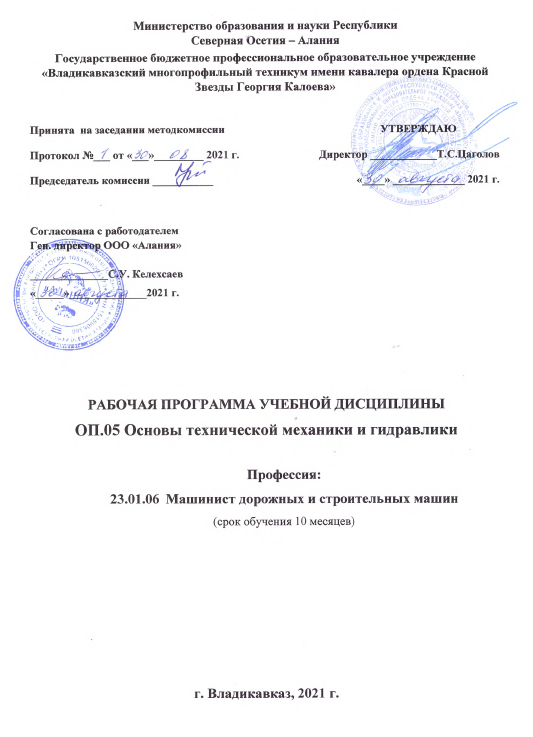 Министерство образования и науки Республики
Северная Осетия – Алания
Государственное бюджетное профессиональное образовательное учреждение
«Владикавказский многопрофильный техникум имени кавалера ордена Красной
Звезды Георгия Калоева»
Принята на заседании методкомиссии
УТВЕРЖДАЮ
Протокол № 1 от « 30 » 08 2021 г.
Директор ____________Т.С.Цаголов
Председатель комиссии ___________
« 30 » августа 2021 г.
Согласована с работодателем
Ген. директор ООО «Алания»
______________С.У. Келехсаев
« 30 » августа 2021 г.
РАБОЧАЯ ПРОГРАММА УЧЕБНОЙ ДИСЦИПЛИНЫ
ОП.05 Основы технической механики и гидравлики
Профессия:
23.01.06 Машинист дорожных и строительных машин
(срок обучения 10 месяцев)
г. Владикавказ, 2021 г.